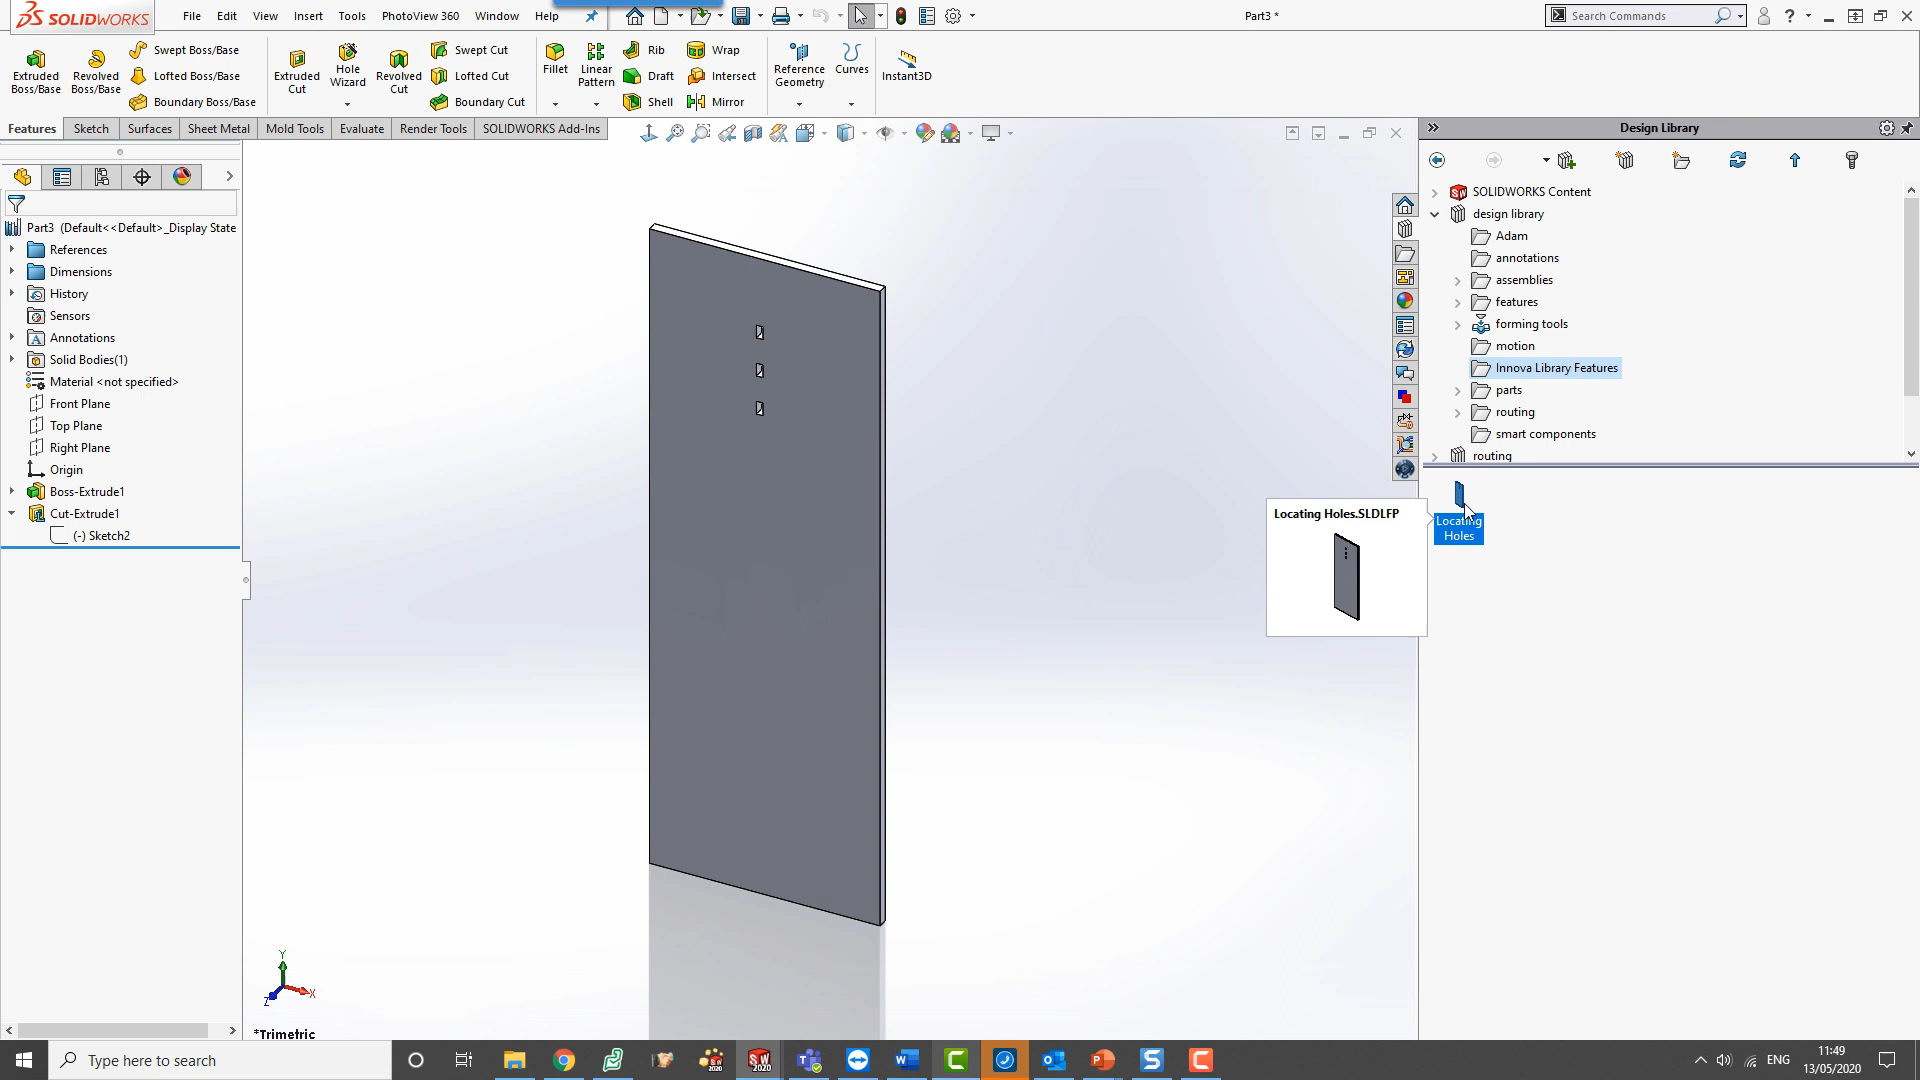 SOLIDWORKS
File Edit View Insert Tools PhotoView 360 Window Help
Part3 *
Search Commands
Extruded Boss/Base
Revolved Boss/Base
Swept Boss/Base
Lofted Boss/Base
Boundary Boss/Base
Extruded Cut
Hole Wizard
Revolved Cut
Swept Cut
Lofted Cut
Boundary Cut
Fillet
Linear Pattern
Rib
Draft
Shell
Wrap
Intersect
Mirror
Reference Geometry
Curves
Instant3D
Features Sketch Surfaces Sheet Metal Mold Tools Evaluate Render Tools SOLIDWORKS Add-Ins
Part3 (Default<<Default>_Display State
References
Dimensions
History
Sensors
Annotations
Solid Bodies(1)
Material <not specified>
Front Plane
Top Plane
Right Plane
Origin
Boss-Extrude1
Cut-Extrude1
(-) Sketch2
Y
X
Z
*Trimetric
Design Library
SOLIDWORKS Content
design library
Adam
annotations
assemblies
features
forming tools
motion
Innova Library Features
parts
routing
smart components
routing
Locating Holes.SLDLFP
Locating
Holes
Type here to search
ENG
11:49
13/05/2020